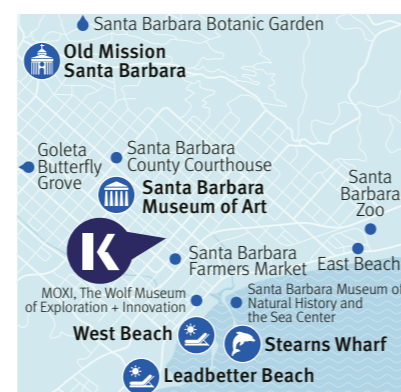 Santa Barbara Botanic Garden
Old Mission
Santa Barbara
Goleta
Butterfly
Grove
Santa Barbara
County Courthouse
Santa Barbara
Museum of Art
Santa
Barbara
Zoo
K
Santa Barbara
Farmers Market
East Beach
MOXI, The Wolf Museum
of Exploration + Innovation
Santa Barbara Museum of
Natural History and
the Sea Center
West Beach
Stearns Wharf
Leadbetter Beach